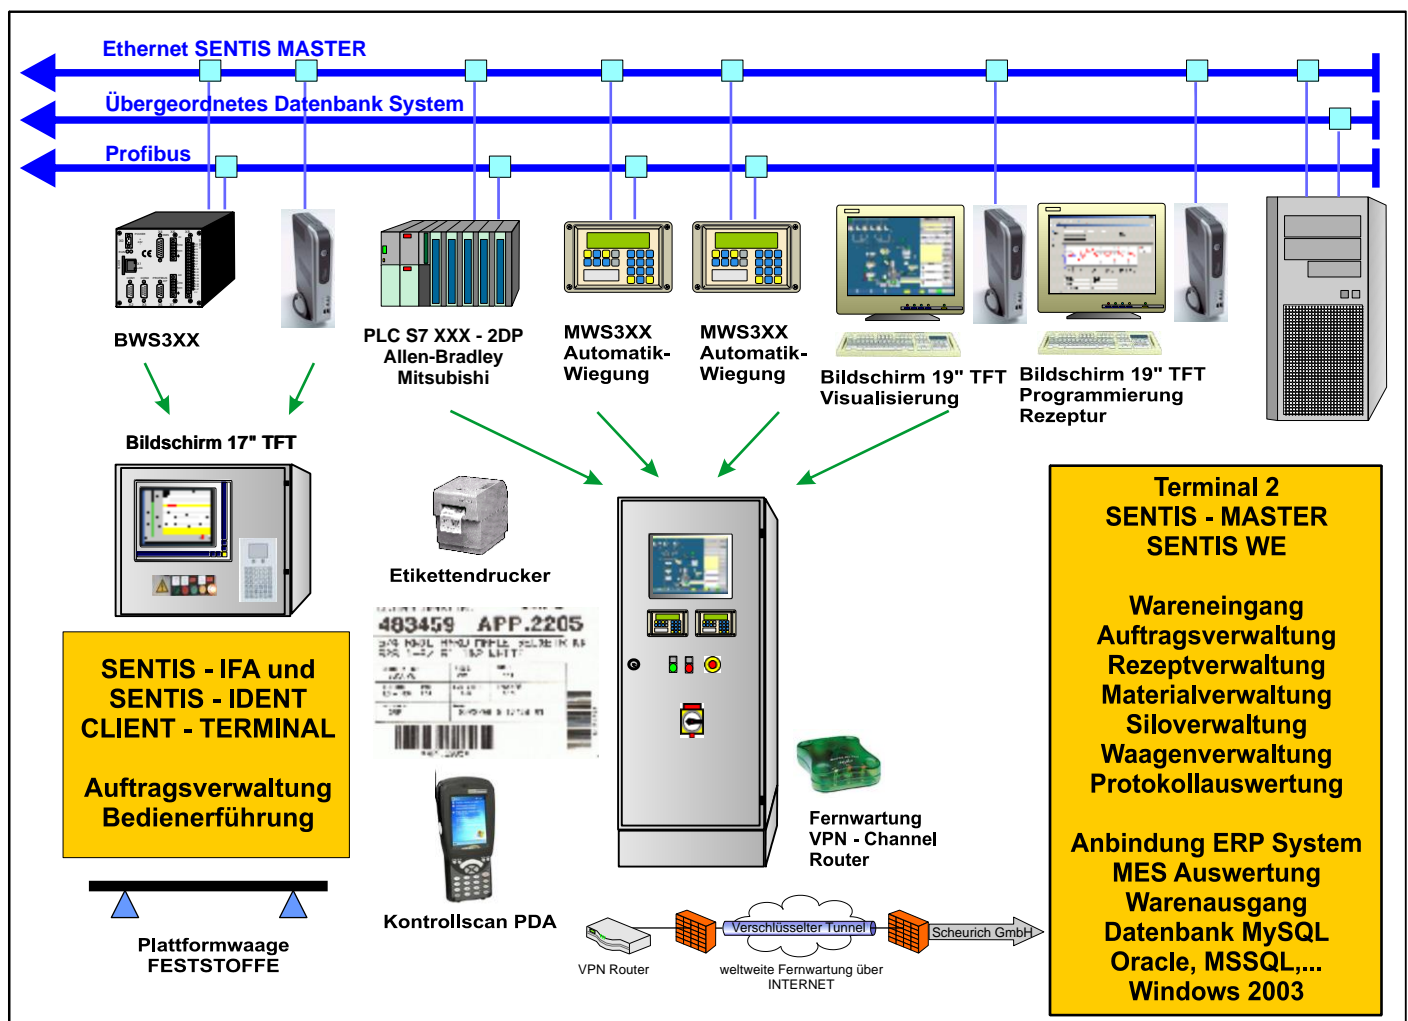 Ethernet SENTIS MASTER
Übergeordnetes Datenbank System
Profibus
BWS3XX
PLC S7 XXX - 2DP
Allen-Bradley
Mitsubishi
MWS3XX
Automatik-
Wiegung
MWS3XX
Automatik-
Wiegung
Bildschirm 19" TFT
Visualisierung
Bildschirm 19" TFT
Programmierung
Rezeptur
Bildschirm 17" TFT
Etikettendrucker
483459 APP.2205
SENTIS - IFA und
SENTIS - IDENT
CLIENT - TERMINAL
Auftragsverwaltung
Bedienerführung
Plattformwaage
FESTSTOFFE
Kontrollscan PDA
Fernwartung
VPN - Channel
Router
VPN Router
Verschlüsselter Tunnel
weltweite Fernwartung über
INTERNET
Scheurich GmbH
Terminal 2
SENTIS - MASTER
SENTIS WE
Wareneingang
Auftragsverwaltung
Rezeptverwaltung
Materialverwaltung
Siloverwaltung
Waagenverwaltung
Protokollauswertung
Anbindung ERP System
MES Auswertung
Warenausgang
Datenbank MySQL
Oracle, MSSQL,...
Windows 2003